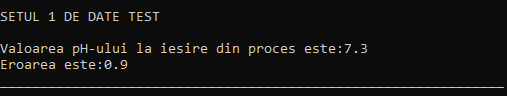 SETUL 1 DE DATE TEST
Valoarea pH-ului la iesire din proces este:7.3
Eroarea este:0.9